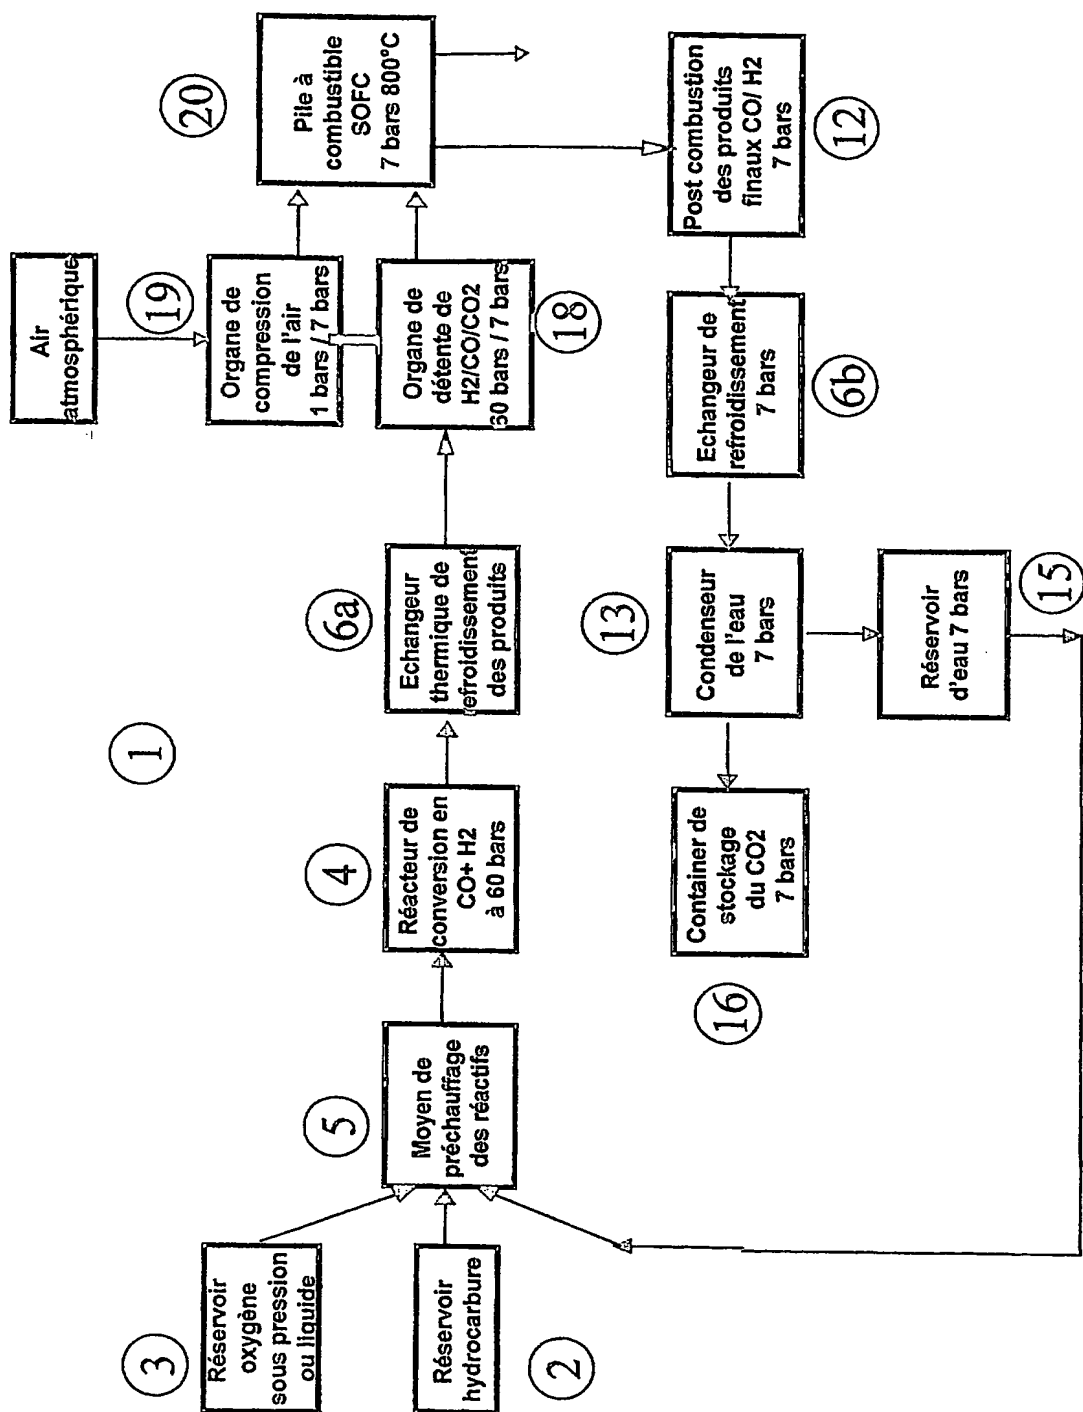 1
3
Réservoir
oxygène
sous pression
ou liquide
2
Réservoir
hydrocarbure
5
Moyen de
préchauffage
des réactifs
4
Réacteur de
conversion en
CO+ H2
à 60 bars
6a
Echangeur
thermique de
refroidissement
des produits
Air
atmosphérique
19
Organe de
compression
de l'air
1 bars / 7 bars
18
Organe de
détente de
H2/CO/CO2
60 bars / 7 bars
20
Pile à
combustible
SOFC
7 bars 800°C
12
Post combustion
des produits
finaux CO/ H2
7 bars
6b
Echangeur de
refroidissement
7 bars
13
Condenseur
de l'eau
7 bars
16
Container de
stockage
du CO2
7 bars
15
Réservoir
d'eau 7 bars